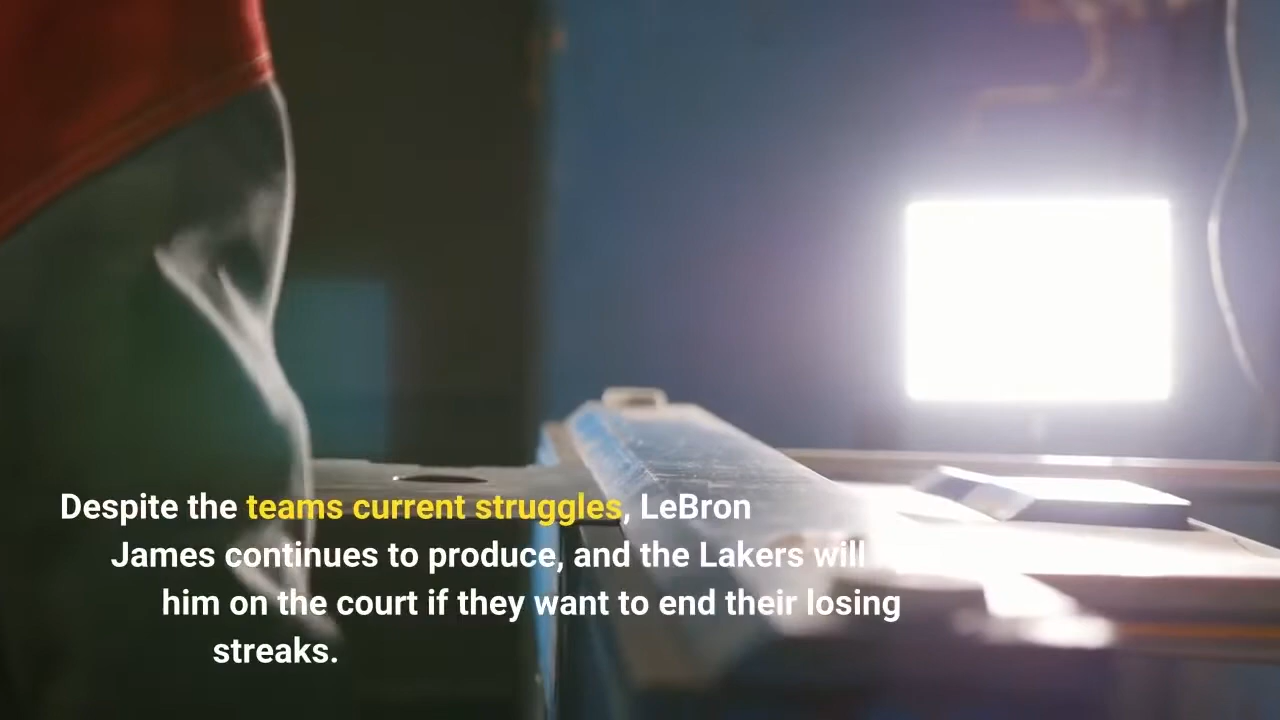 Despite the teams current struggles, LeBron
James continues to produce, and the Lakers will
him on the court if they want to end their losing
streaks.